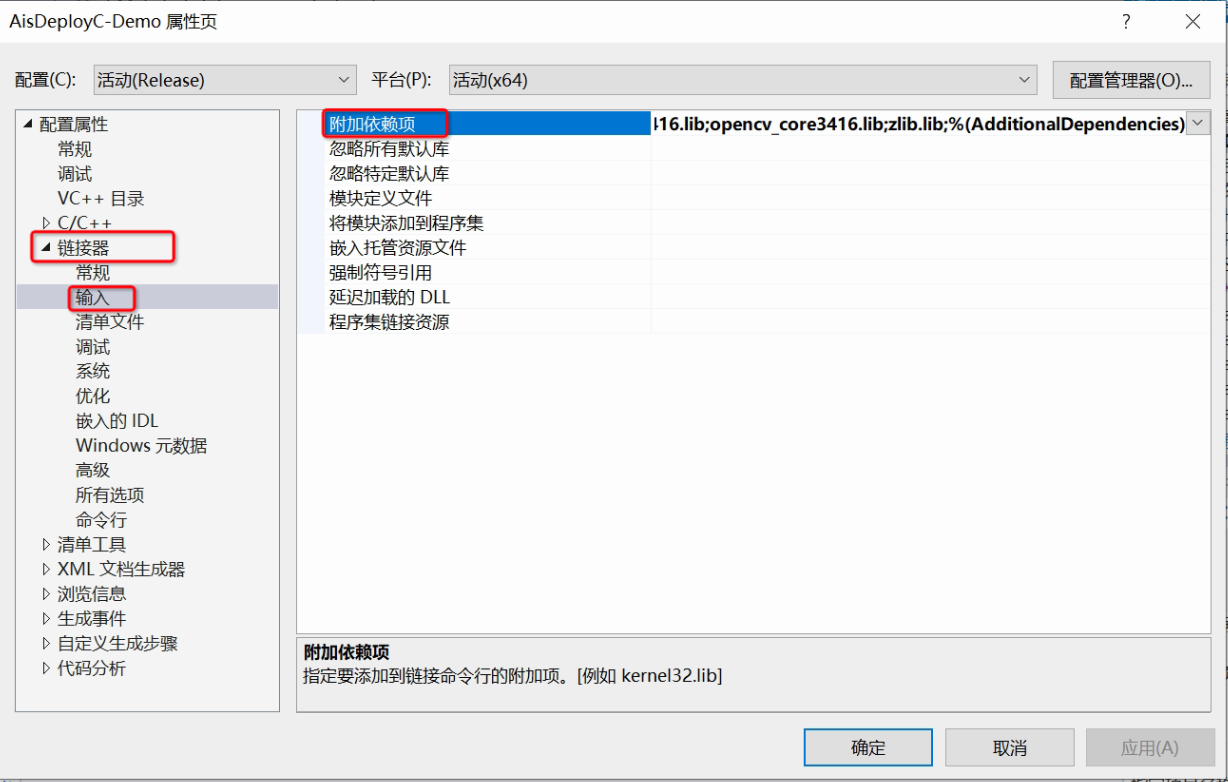 AisDeployC-Demo 属性页
配置(C): 活动(Release) 平台(P): 活动(x64) 配置管理器(O)...
配置属性
常规
调试
VC++ 目录
C/C++
链接器
常规
输入
清单文件
调试
系统
优化
嵌入的 IDL
Windows 元数据
高级
所有选项
命令行
清单工具
XML 文档生成器
浏览信息
生成事件
自定义生成步骤
代码分析
附加依赖项 416.lib;opencv_core3416.lib;zlib.lib;%(AdditionalDependencies)
忽略所有默认库
忽略特定默认库
模块定义文件
将模块添加到程序集
嵌入托管资源文件
强制符号引用
延迟加载的 DLL
程序集链接资源
附加依赖项
指定要添加到链接命令行的附加项。[例如 kernel32.lib]
确定 取消 应用(A)